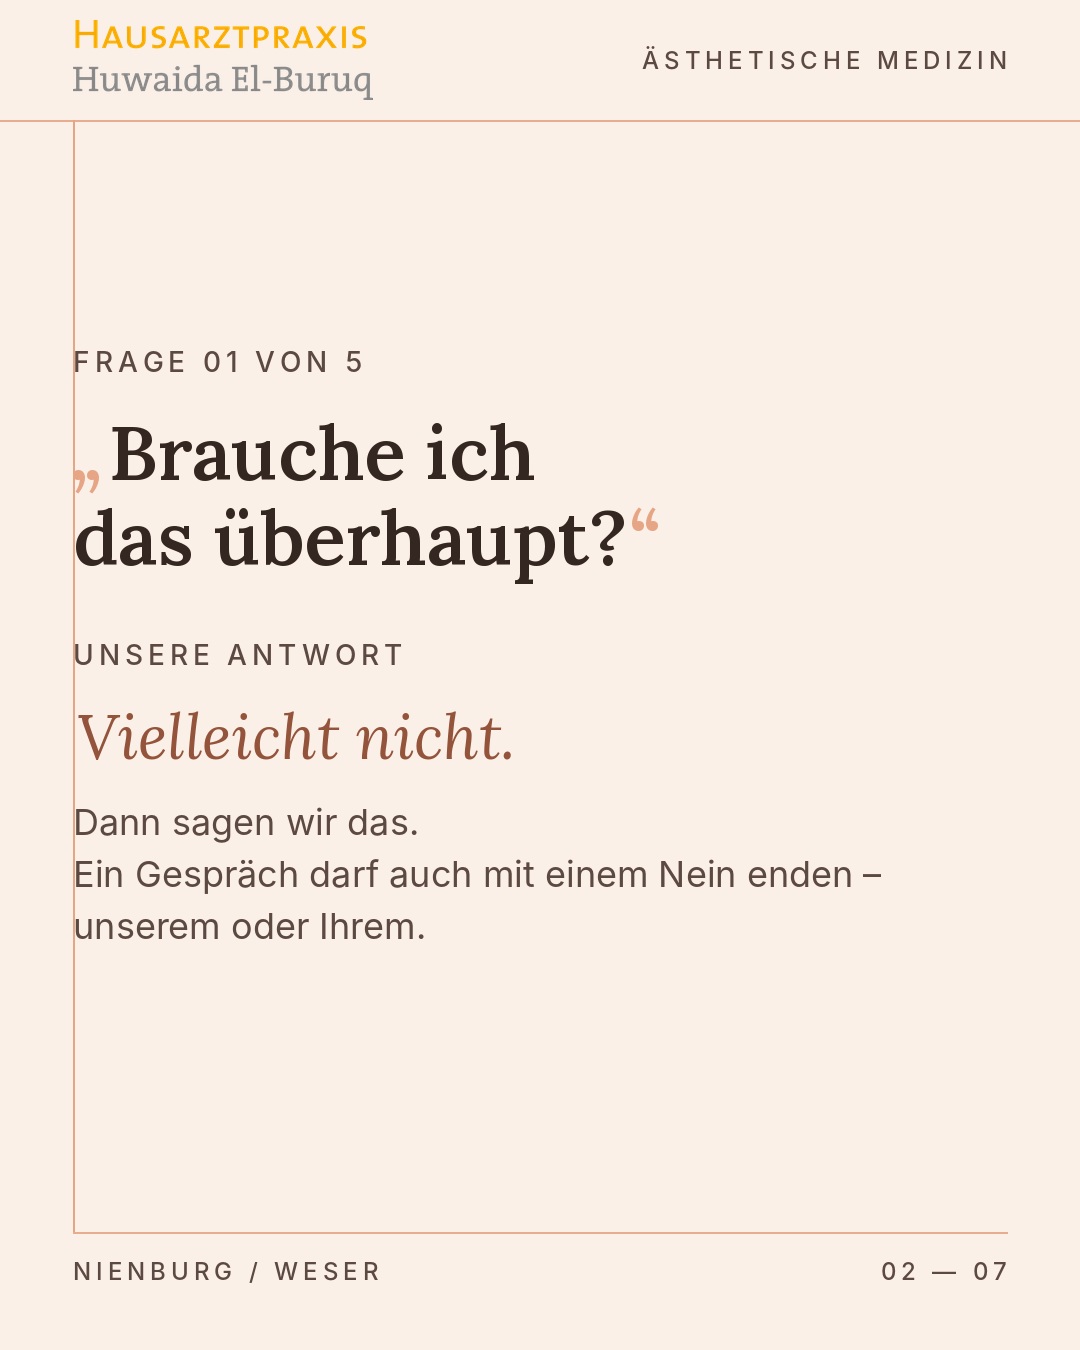 Hausarztpraxis
Huwaida El-Buruq
ÄSTHETISCHE MEDIZIN
FRAGE 01 VON 5
„Brauche ich
das überhaupt?“
UNSERE ANTWORT
Vielleicht nicht.
Dann sagen wir das.
Ein Gespräch darf auch mit einem Nein enden –
unserem oder Ihrem.
NIENBURG / WESER
02 — 07